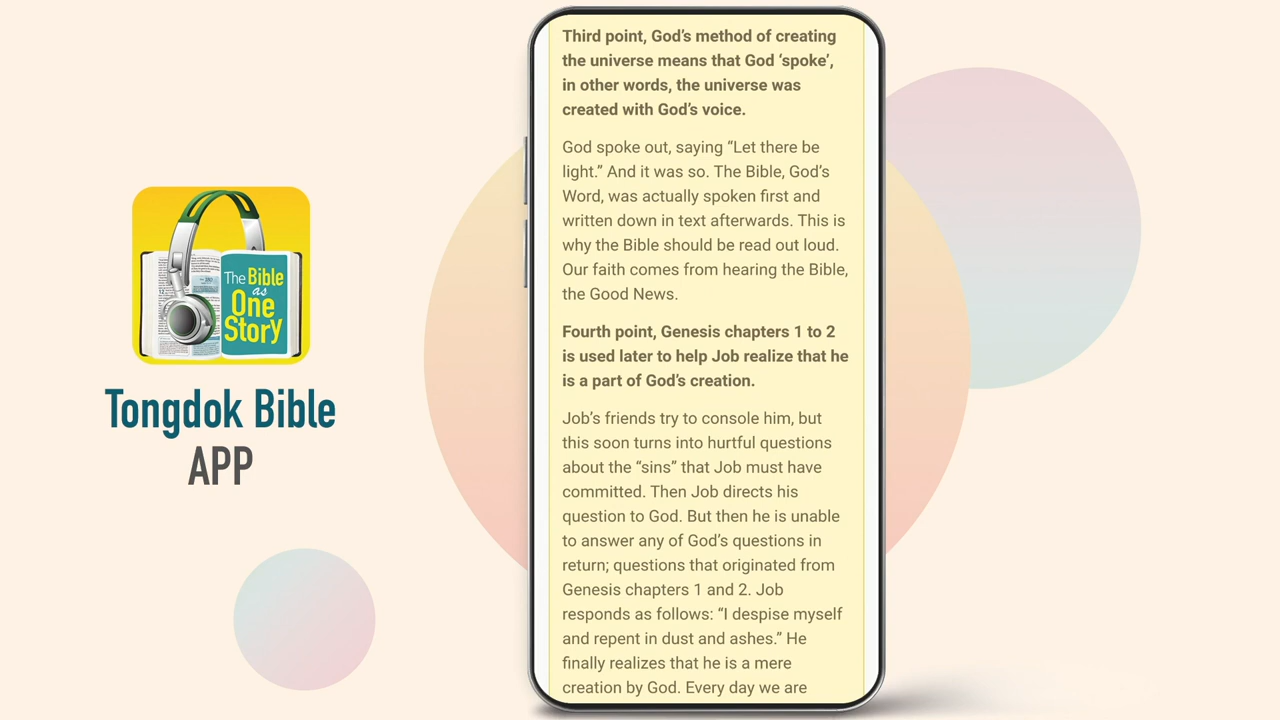 The Bible
as
One
Story
Tongdok Bible
APP
Third point, God’s method of creating
the universe means that God ‘spoke’,
in other words, the universe was
created with God’s voice.
God spoke out, saying “Let there be
light.” And it was so. The Bible, God’s
Word, was actually spoken first and
written down in text afterwards. This is
why the Bible should be read out loud.
Our faith comes from hearing the Bible,
the Good News.
Fourth point, Genesis chapters 1 to 2
is used later to help Job realize that he
is a part of God’s creation.
Job’s friends try to console him, but
this soon turns into hurtful questions
about the “sins” that Job must have
committed. Then Job directs his
question to God. But then he is unable
to answer any of God’s questions in
return; questions that originated from
Genesis chapters 1 and 2. Job
responds as follows: “I despise myself
and repent in dust and ashes.” He
finally realizes that he is a mere
creation by God. Every day we are